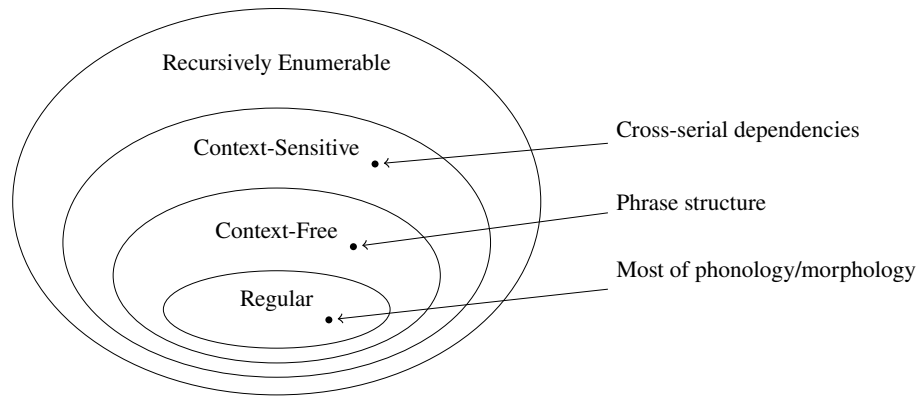 Recursively Enumerable
Context-Sensitive
Context-Free
Regular
Cross-serial dependencies
Phrase structure
Most of phonology/morphology